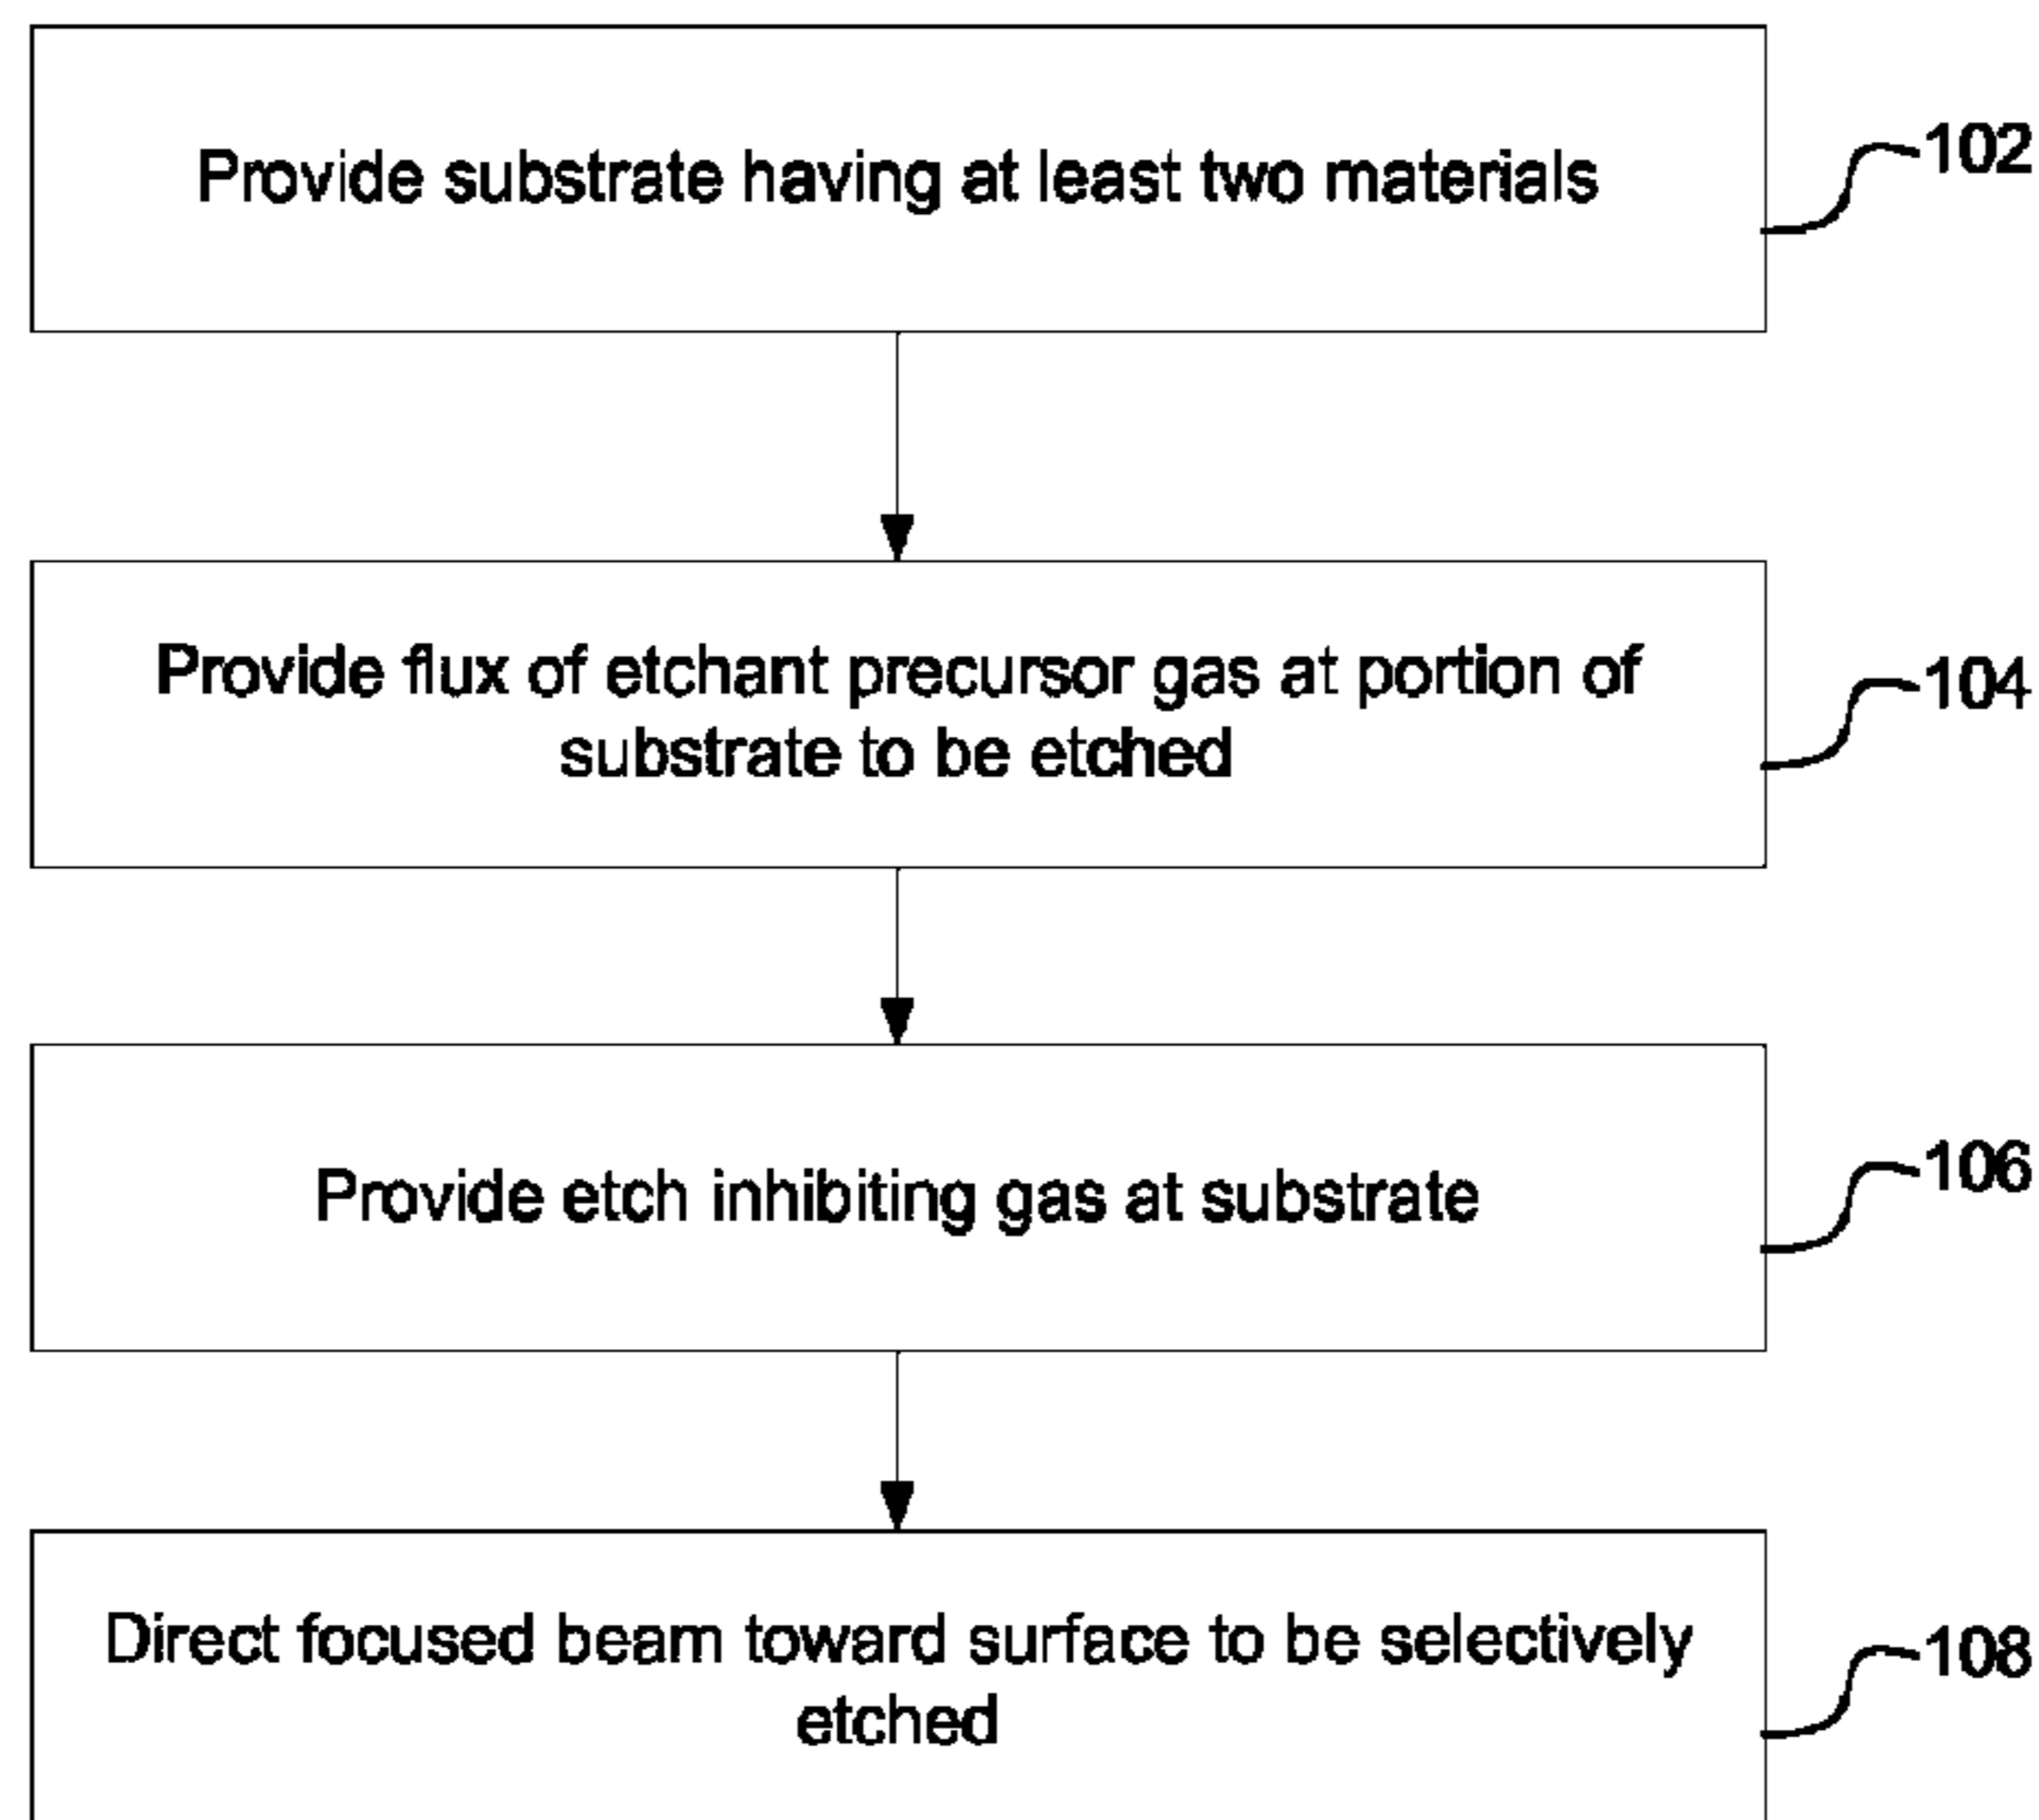 Provide substrate having at least two materials
102
Provide flux of etchant precursor gas at portion of
substrate to be etched
104
Provide etch inhibiting gas at substrate
106
Direct focused beam toward surface to be selectively
etched
108